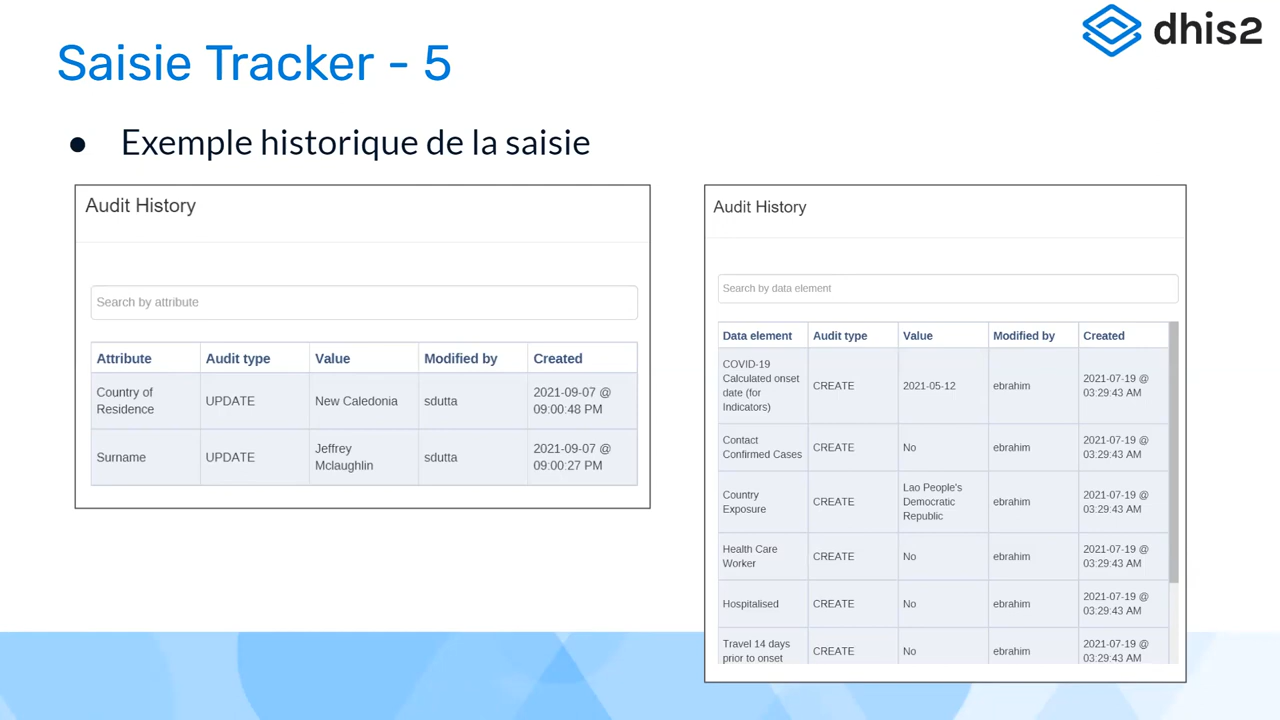 dhis2
Saisie Tracker - 5
● Exemple historique de la saisie
Audit History
Search by attribute
Attribute Audit type Value Modified by Created
Country of
Residence UPDATE New Caledonia sdutta 2021-09-07 @
09:00:48 PM
Surname UPDATE Jeffrey
Mclaughlin sdutta 2021-09-07 @
09:00:27 PM
Audit History
Search by data element
Data element Audit type Value Modified by Created
COVID-19
Calculated onset
date (for
Indicators) CREATE 2021-05-12 ebrahim 2021-07-19 @
03:29:43 AM
Contact
Confirmed Cases CREATE No ebrahim 2021-07-19 @
03:29:43 AM
Country
Exposure CREATE Lao People's
Democratic
Republic ebrahim 2021-07-19 @
03:29:43 AM
Health Care
Worker CREATE No ebrahim 2021-07-19 @
03:29:43 AM
Hospitalised CREATE No ebrahim 2021-07-19 @
03:29:43 AM
Travel 14 days
prior to onset CREATE No ebrahim 2021-07-19 @
03:29:43 AM